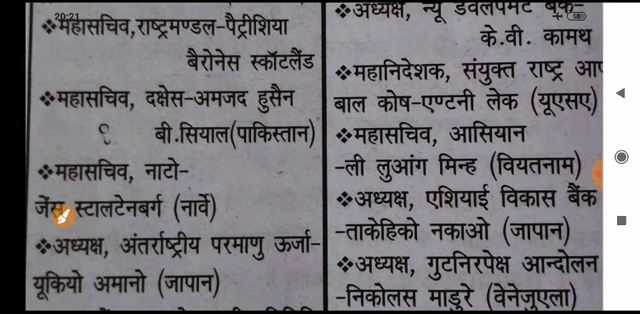 20:21
❖महासचिव,राष्ट्रमण्डल-पैट्रीशिया
बैरोनेस स्कॉटलैंड
❖महासचिव, दक्षेस-अमजद हुसैन
बी.सियाल(पाकिस्तान)
❖महासचिव, नाटो-
जेंस स्टालटेनबर्ग (नार्वे)
❖अध्यक्ष, अंतर्राष्ट्रीय परमाणु ऊर्जा-
यूकियो अमानो (जापान)
❖अध्यक्ष, न्यू डवलपमेंट बैंक-
के.वी. कामथ
❖महानिदेशक, संयुक्त राष्ट्र
बाल कोष-एण्टनी लेक (यूएसए)
❖महासचिव, आसियान
-ली लुआंग मिन्ह (वियतनाम)
❖अध्यक्ष, एशियाई विकास बैंक
-ताकेहिको नकाओ (जापान)
❖अध्यक्ष, गुटनिरपेक्ष आन्दोलन
-निकोलस माडुरे (वेनेजुएला)